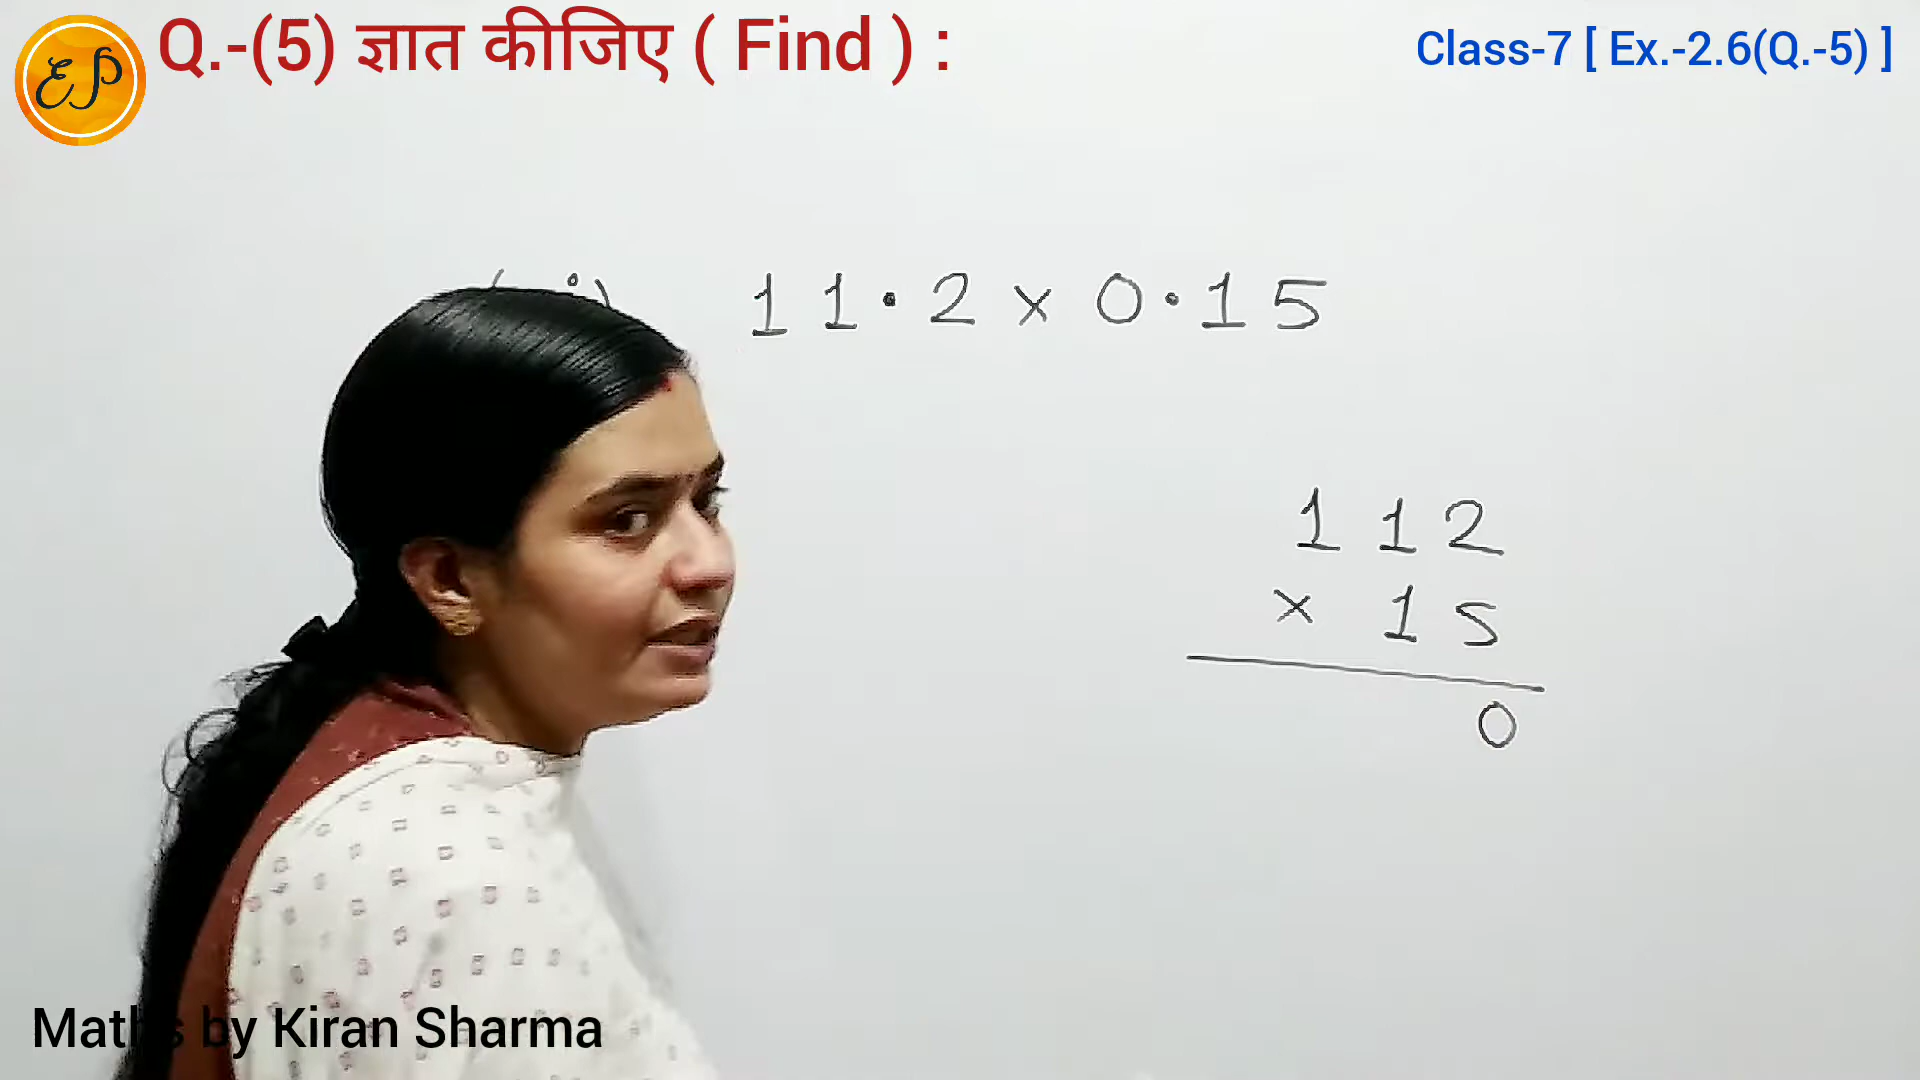 EP Q.-(5) ज्ञात कीजिए ( Find ) :
Class-7 [ Ex.-2.6(Q.-5) ]
11.2 x 0.15
112
x 15
0
Maths by Kiran Sharma